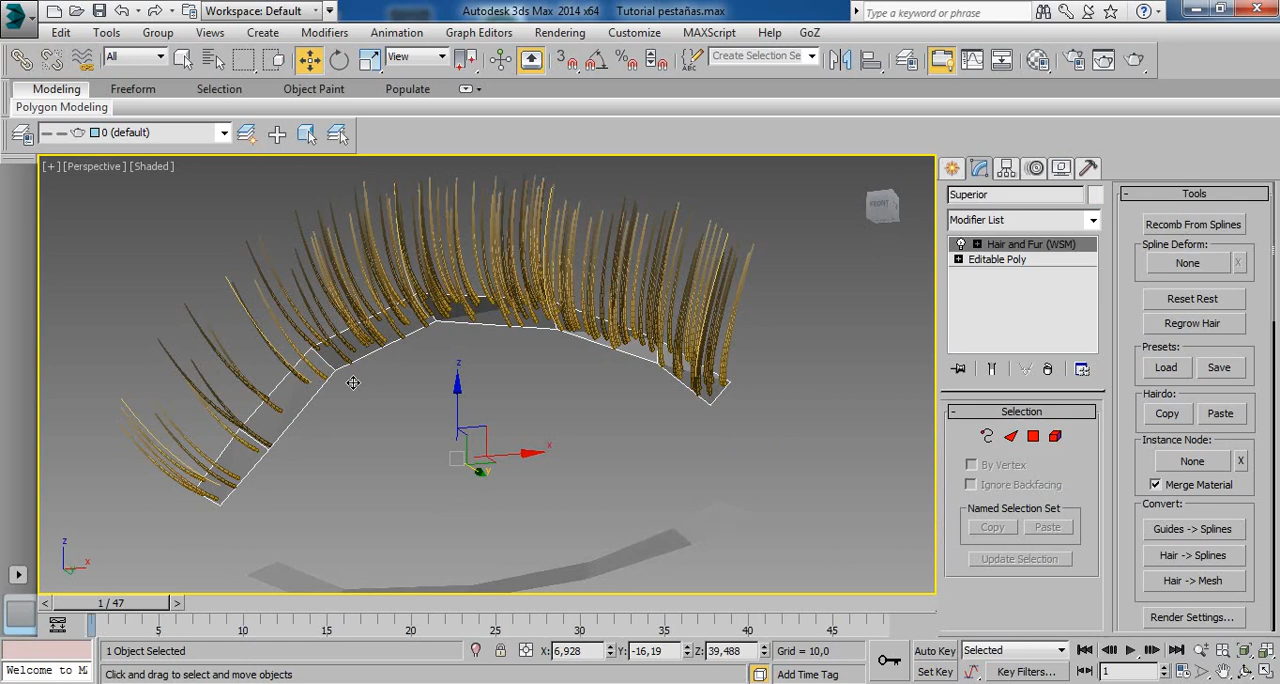 Workspace: Default
Autodesk 3ds Max 2014 x64
Tutorial pestañas.max
Type a keyword or phrase
Edit Tools Group Views Create Modifiers Animation Graph Editors Rendering Customize MAXScript Help GoZ
All
View
3
Create Selection Se
Modeling Freeform Selection Object Paint Populate
Polygon Modeling
0 (default)
[+] [Perspective] [Shaded]
FRONT
z
x
y
z
x
Superior
Modifier List
Hair and Fur (WSM)
Editable Poly
Selection
By Vertex
Ignore Backfacing
Named Selection Set
Copy Paste
Update Selection
Tools
Recomb From Splines
Spline Deform:
None X
Reset Rest
Regrow Hair
Presets:
Load Save
Hairdo:
Copy Paste
Instance Node:
None X
Merge Material
Convert:
Guides -> Splines
Hair -> Splines
Hair -> Mesh
Render Settings...
< 1 / 47 >
5 10 15 20 25 30 35 40 45
1 Object Selected
X: 6,928 Y: -16,19 Z: 39,488
Grid = 10,0
Auto Key Selected
Welcome to M
Click and drag to select and move objects
Add Time Tag
Set Key Key Filters...
1